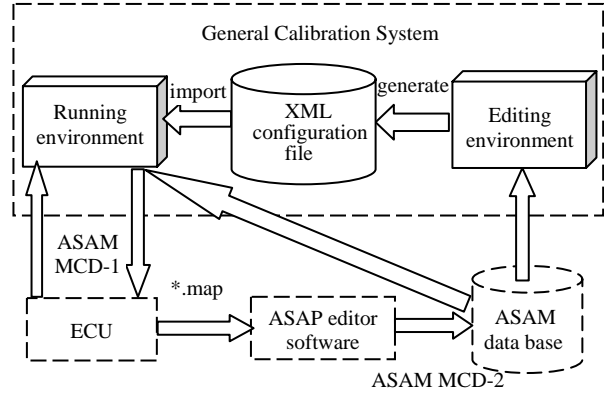 General Calibration System
Running
environment
import
XML
configuration
file
generate
Editing
environment
ASAM
MCD-1
*.map
ECU
ASAP editor
software
ASAM
data base
ASAM MCD-2